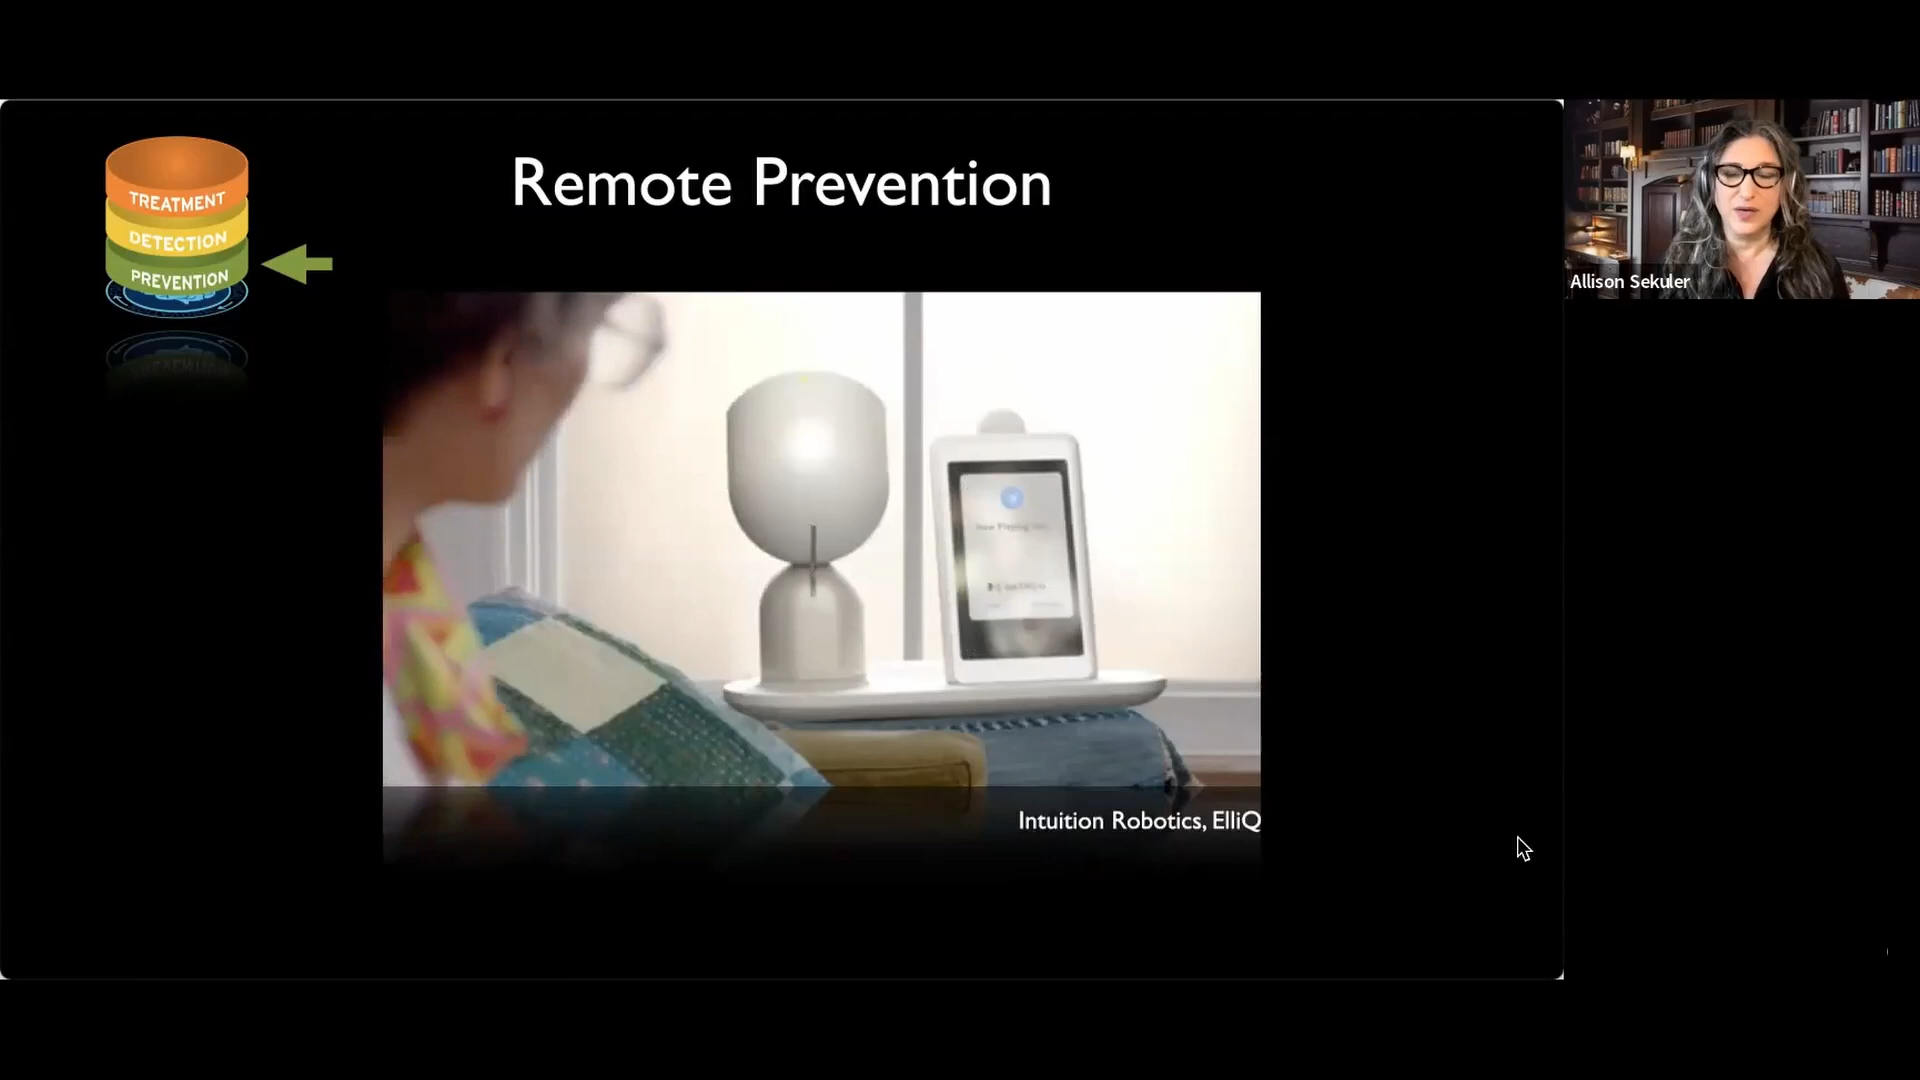 Remote Prevention
TREATMENT
DETECTION
PREVENTION
Allison Sekuler
Intuition Robotics, ElliQ